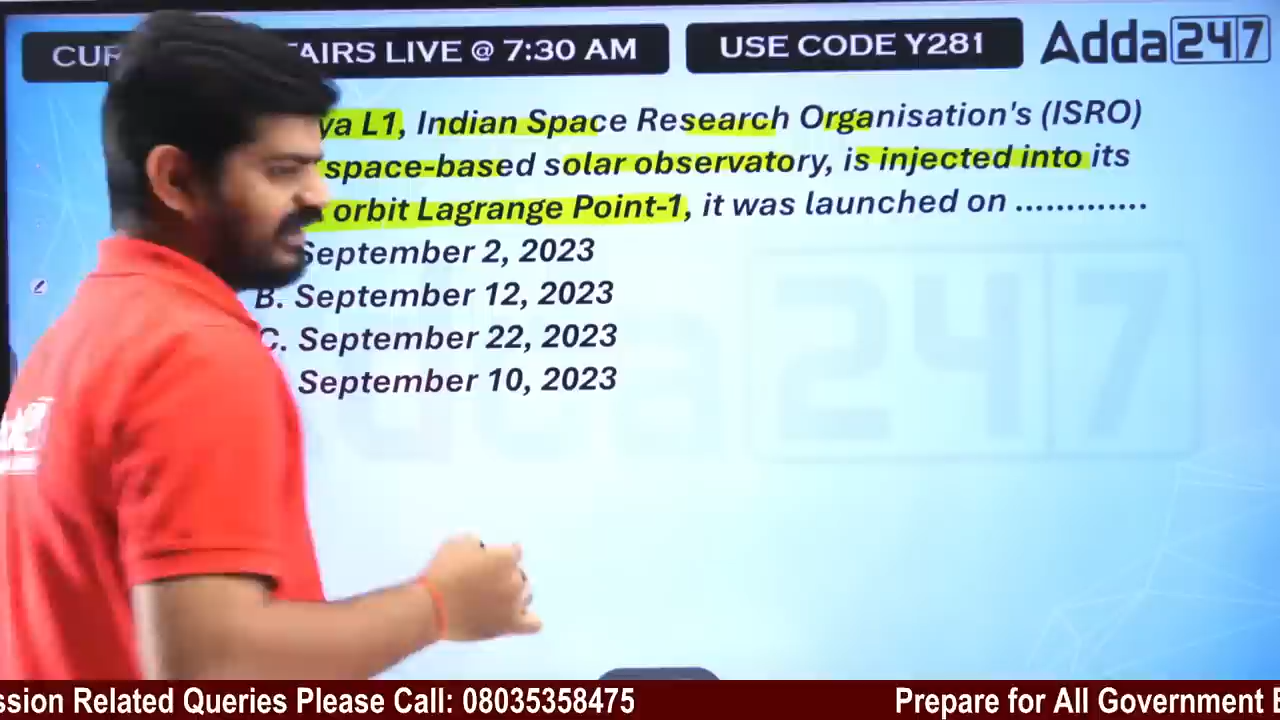 CUR AIRS LIVE @ 7:30 AM
USE CODE Y281
Adda247
ya L1, Indian Space Research Organisation's (ISRO)
space-based solar observatory, is injected into its
orbit Lagrange Point-1, it was launched on .............
September 2, 2023
B. September 12, 2023
C. September 22, 2023
September 10, 2023
ssion Related Queries Please Call: 08035358475
Prepare for All Government E